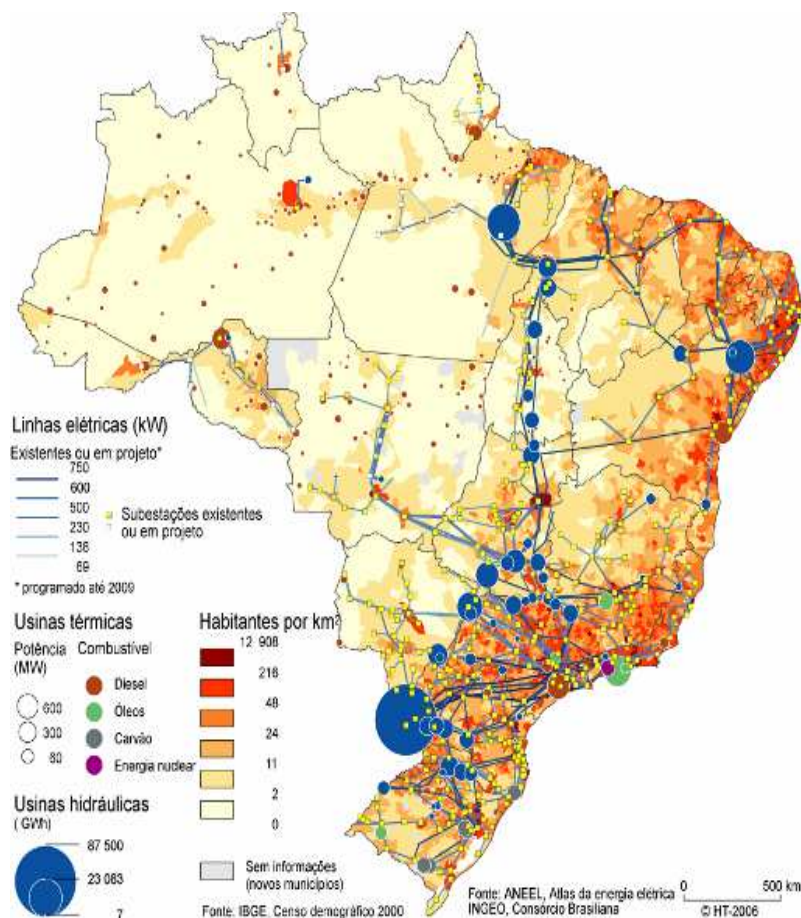 Linhas elétricas (kW)
Existentes ou em projeto*
750
600
500
230
138
69
Subestações existentes
ou em projeto
* programado até 2009
Usinas térmicas
Potência
(MW)
600
300
80
Combustível
Diesel
Óleos
Carvão
Energia nuclear
Usinas hidráulicas
( GWh)
87 500
23 083
7
Habitantes por km²
12 908
216
48
24
11
2
0
Sem informações
(novos municípios)
Fonte: IBGE, Censo demográfico 2000
Fonte: ANEEL, Atlas da energia elétrica
INGEO, Consórcio Brasiliana
0 500 km
© HT-2006